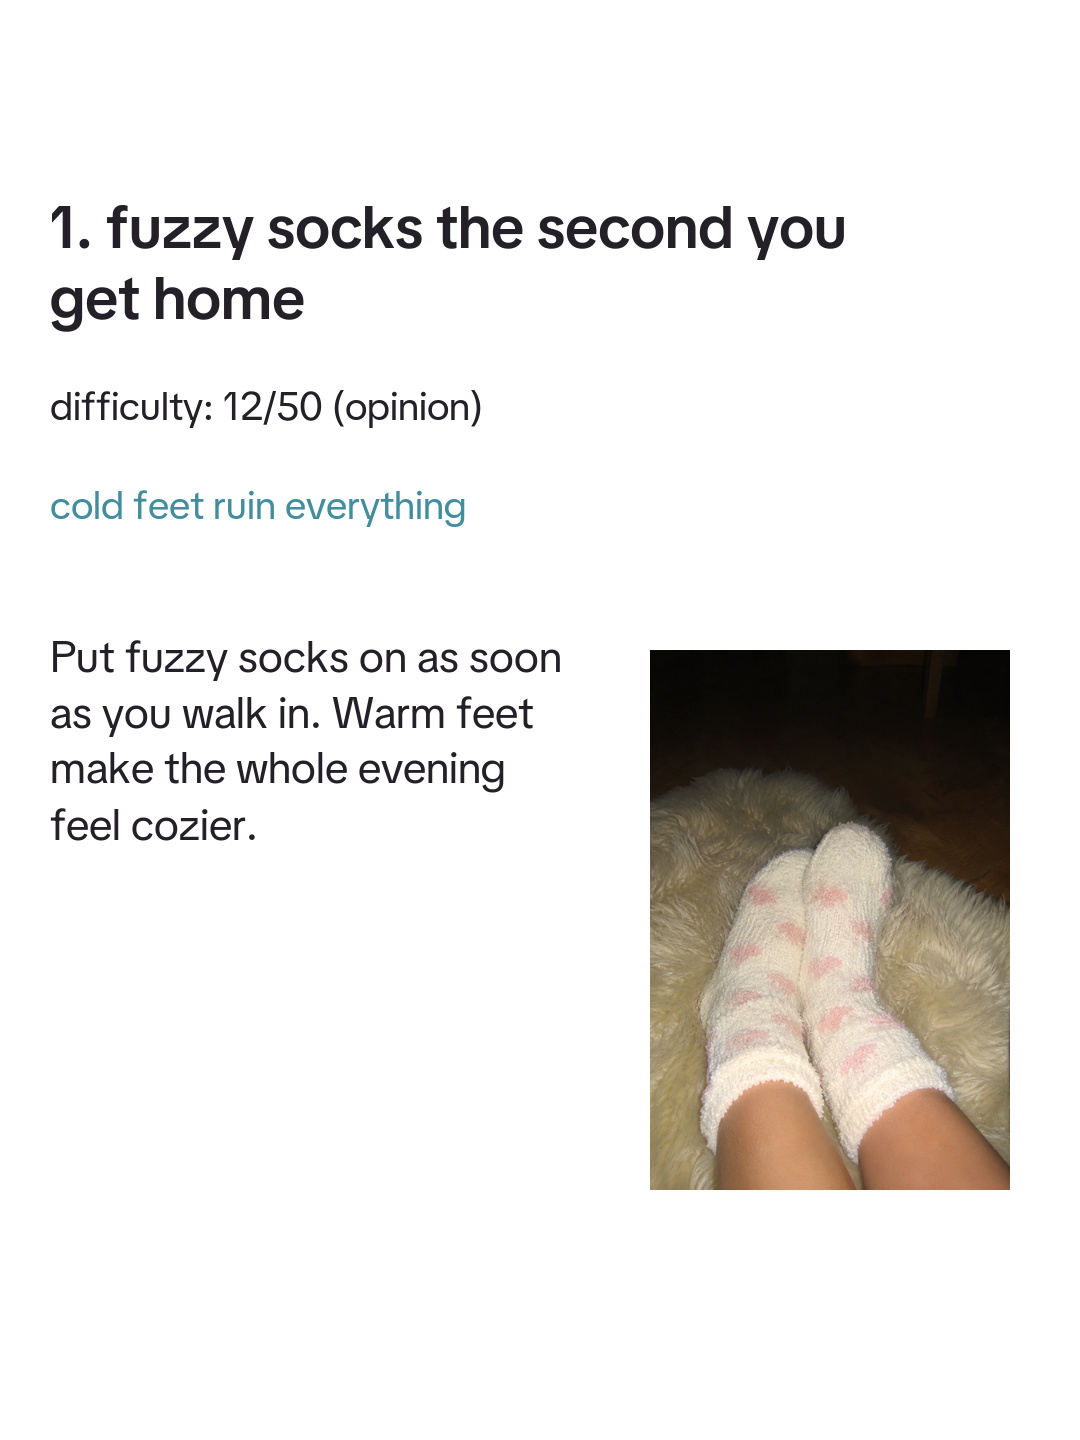 1. fuzzy socks the second you
get home
difficulty: 12/50 (opinion)
cold feet ruin everything
Put fuzzy socks on as soon
as you walk in. Warm feet
make the whole evening
feel cozier.